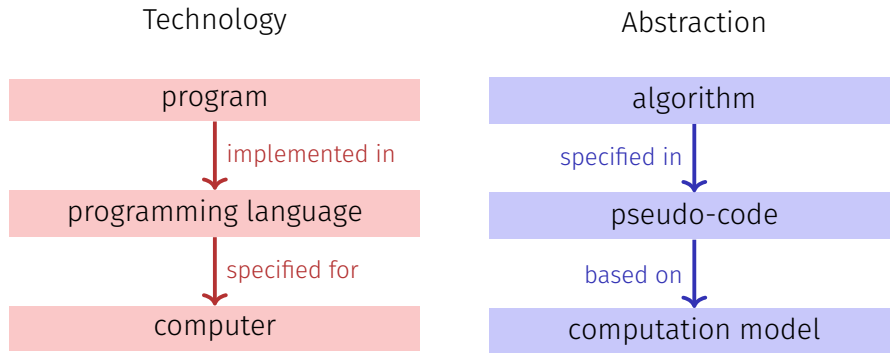 Technology
Abstraction
program
algorithm
implemented in
specified in
programming language
pseudo-code
specified for
based on
computer
computation model